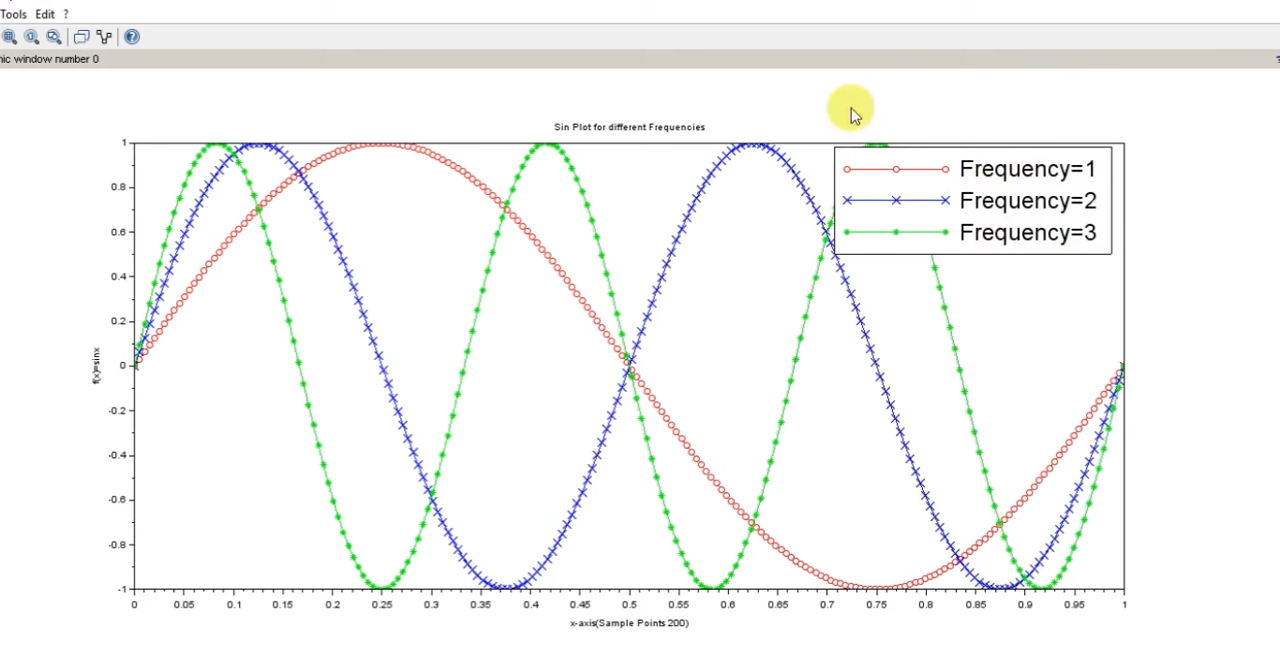 Tools Edit ?
ic window number 0
Sin Plot for different Frequencies
Frequency=1
Frequency=2
Frequency=3
1
0.8
0.6
0.4
0.2
0
-0.2
-0.4
-0.6
-0.8
-1
f(x)=sinx
0 0.05 0.1 0.15 0.2 0.25 0.3 0.35 0.4 0.45 0.5 0.55 0.6 0.65 0.7 0.75 0.8 0.85 0.9 0.95 1
x-axis(Sample Points 200)